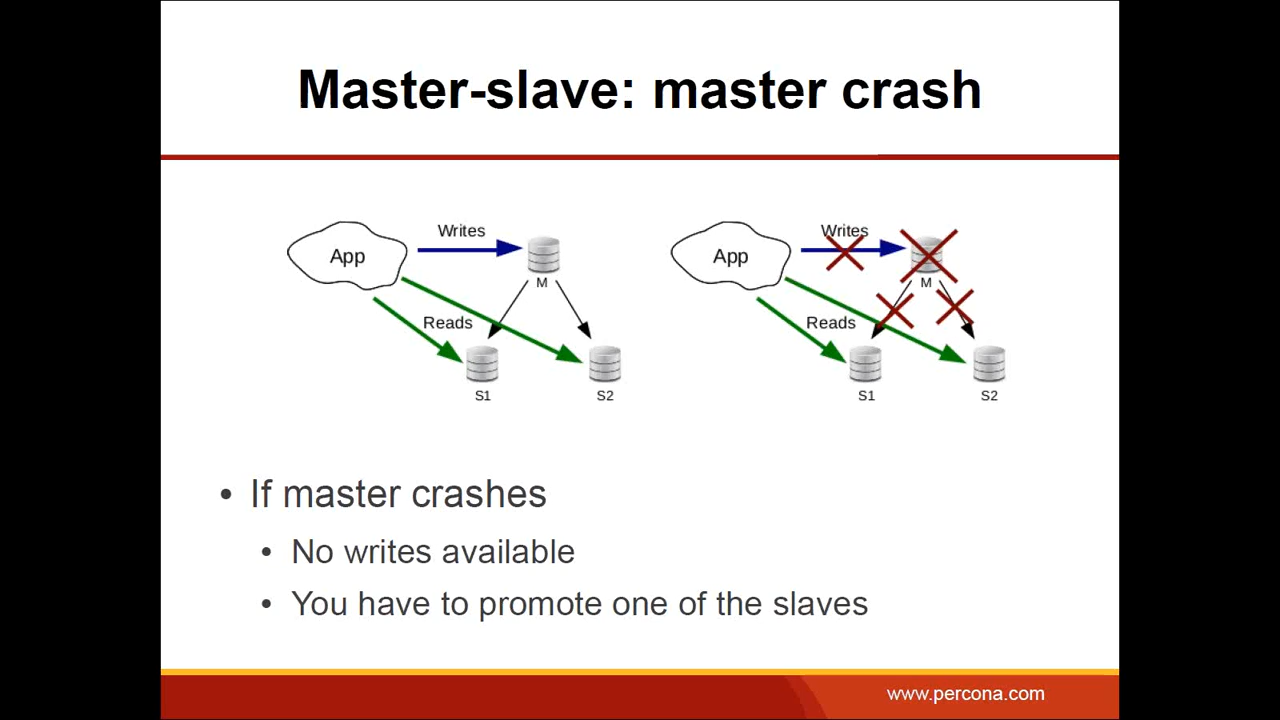 Master-slave: master crash
Writes
App
M
Reads
S1
S2
Writes
App
M
Reads
S1
S2
• If master crashes
• No writes available
• You have to promote one of the slaves
www.percona.com